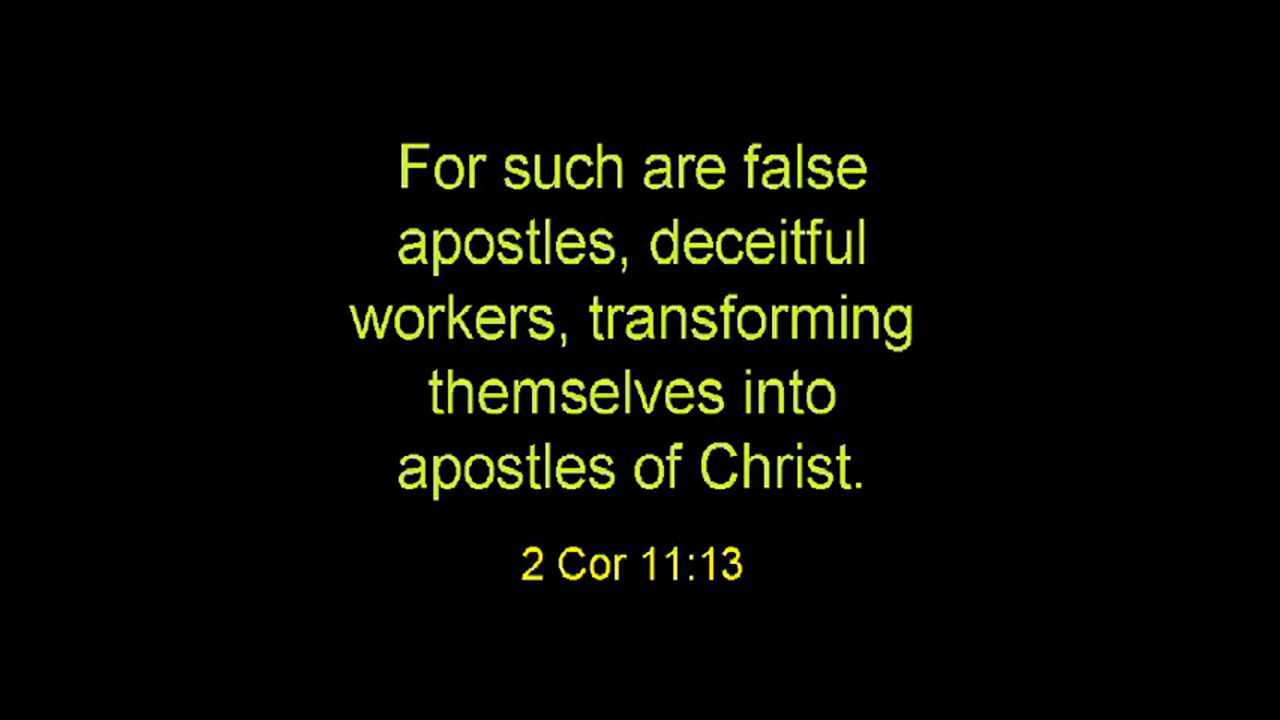 For such are false
apostles, deceitful
workers, transforming
themselves into
apostles of Christ.
2 Cor 11:13